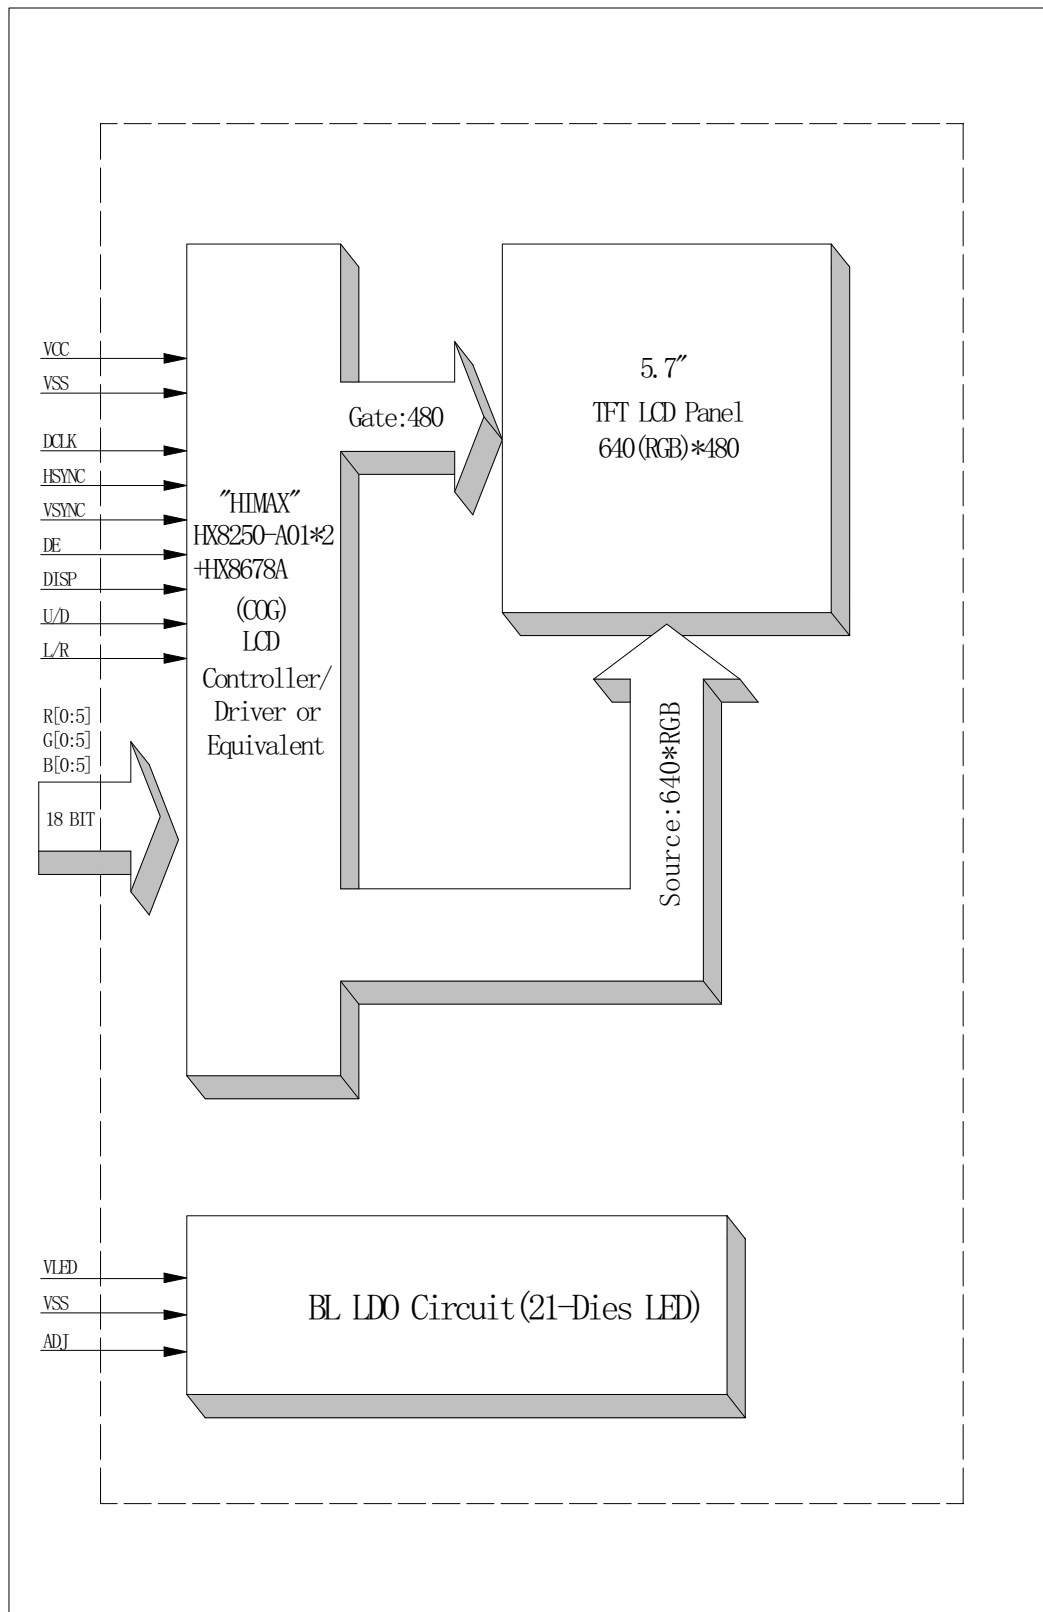 VCC
VSS
DCLK
HSYNC
VSYNC
DE
DISP
U/D
L/R
R[0:5]
G[0:5]
B[0:5]
18 BIT
"HIMAX"
HX8250-A01*2
+HX8678A
(COG)
LCD
Controller/
Driver or
Equivalent
Gate:480
5.7"
TFT LCD Panel
640(RGB)*480
Source:640*RGB
VLED
VSS
ADJ
BL LDO Circuit(21-Dies LED)